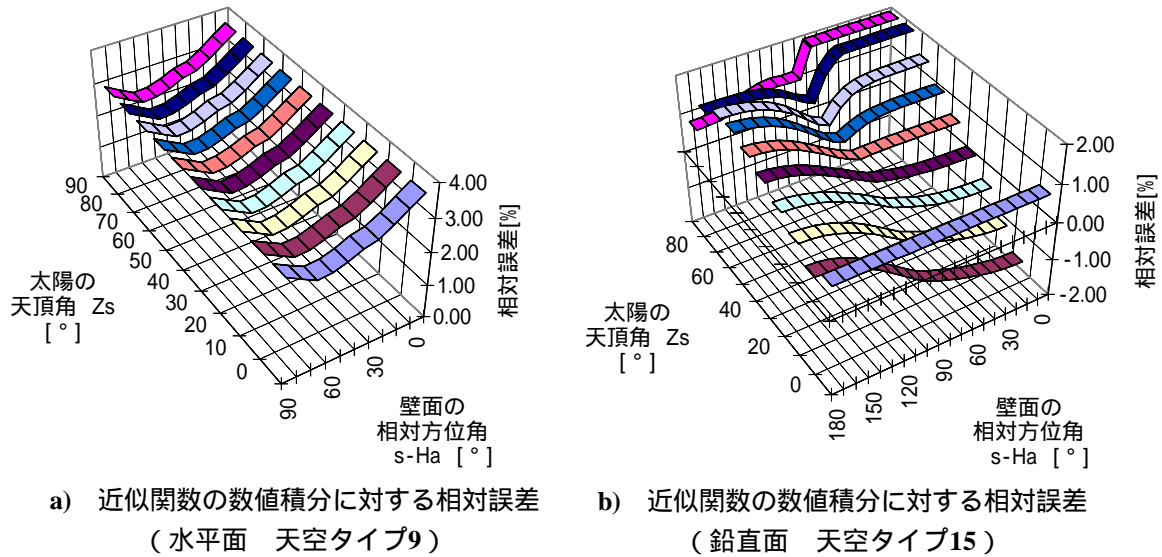 90
80
70
60
50
40
30
20
10
0
太陽の
天頂角 Zs
[°]
90
60
30
0
壁面の
相対方位角
s-Ha [°]
4.00
3.00
2.00
1.00
0.00
相対誤差[%]
a) 近似関数の数値積分に対する相対誤差
(水平面 天空タイプ9)
80
60
40
20
0
太陽の
天頂角 Zs
[°]
180
150
120
90
60
30
0
壁面の
相対方位角
s-Ha [°]
2.00
1.00
0.00
-1.00
-2.00
相対誤差[%]
b) 近似関数の数値積分に対する相対誤差
(鉛直面 天空タイプ15)